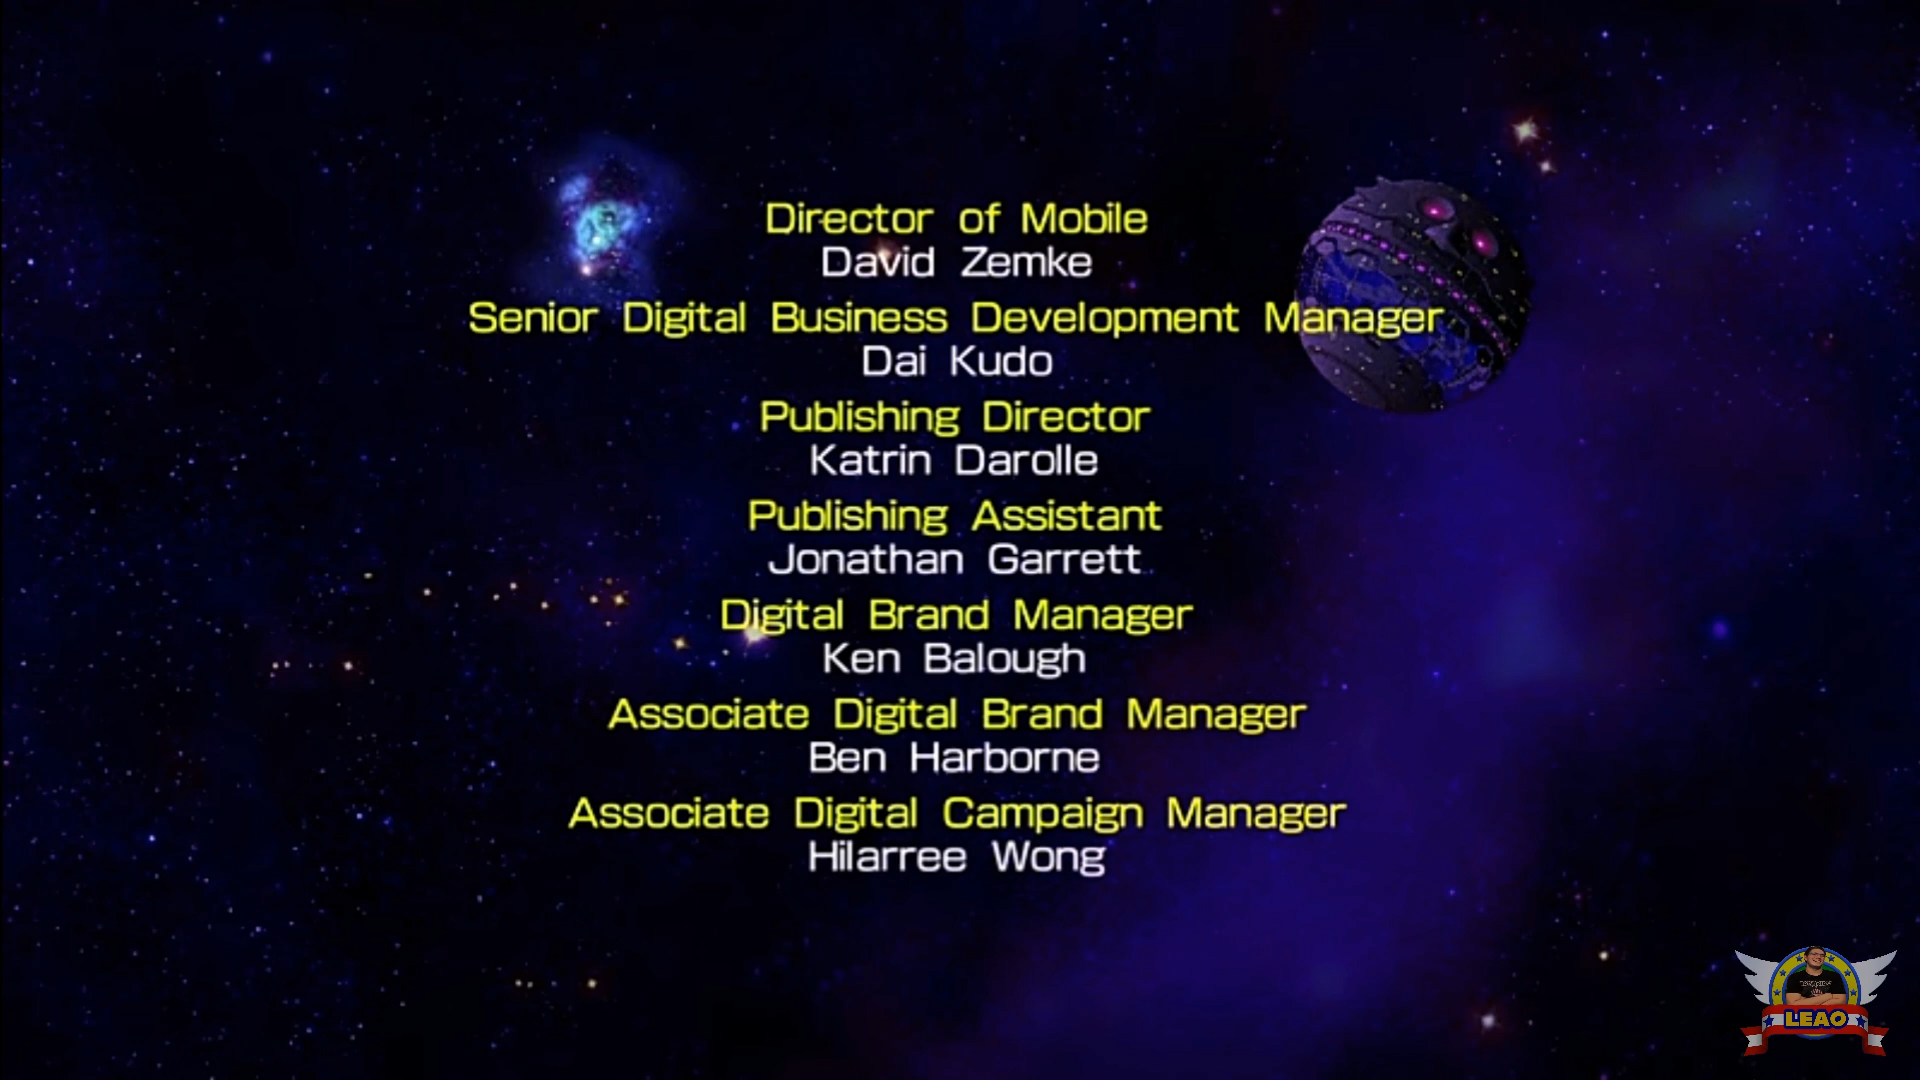 Director of Mobile
David Zemke
Senior Digital Business Development Manager
Dai Kudo
Publishing Director
Katrin Darolle
Publishing Assistant
Jonathan Garrett
Digital Brand Manager
Ken Balough
Associate Digital Brand Manager
Ben Harborne
Associate Digital Campaign Manager
Hilarree Wong
LEAO